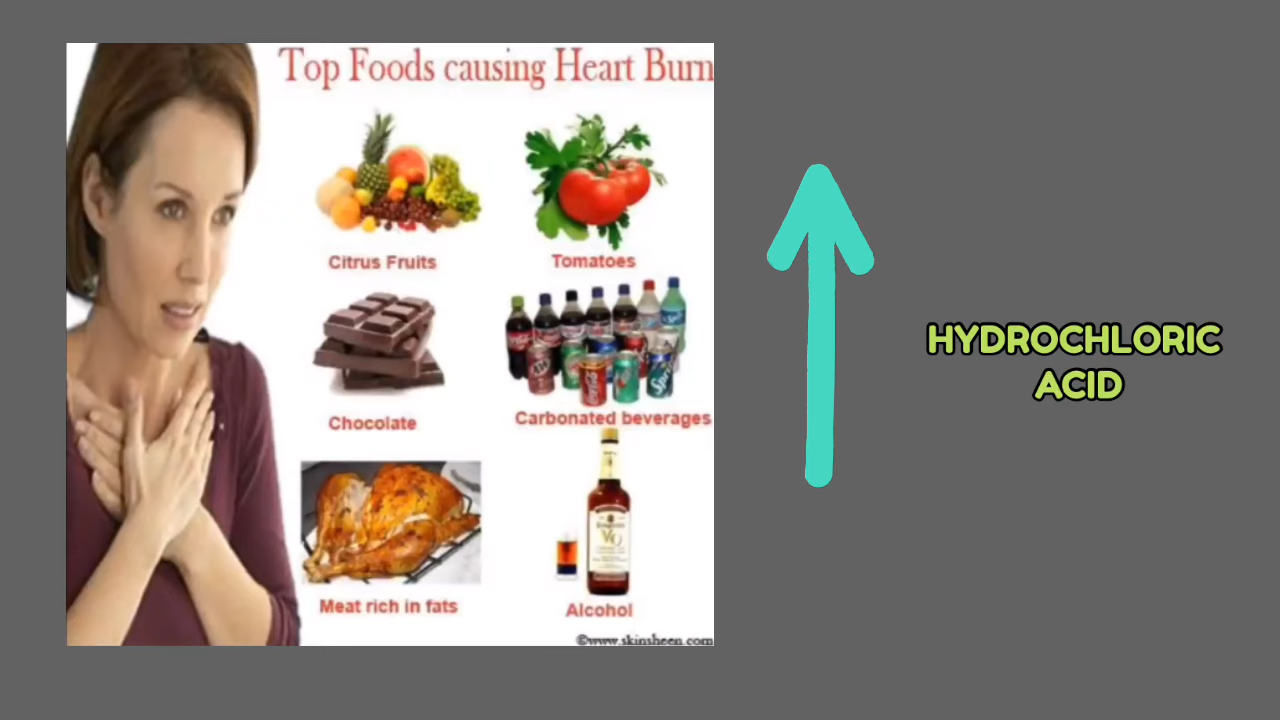 Top Foods causing Heart Burn
Citrus Fruits
Tomatoes
Chocolate
Carbonated beverages
Meat rich in fats
Alcohol
©www.skinsheen.com
HYDROCHLORIC
ACID